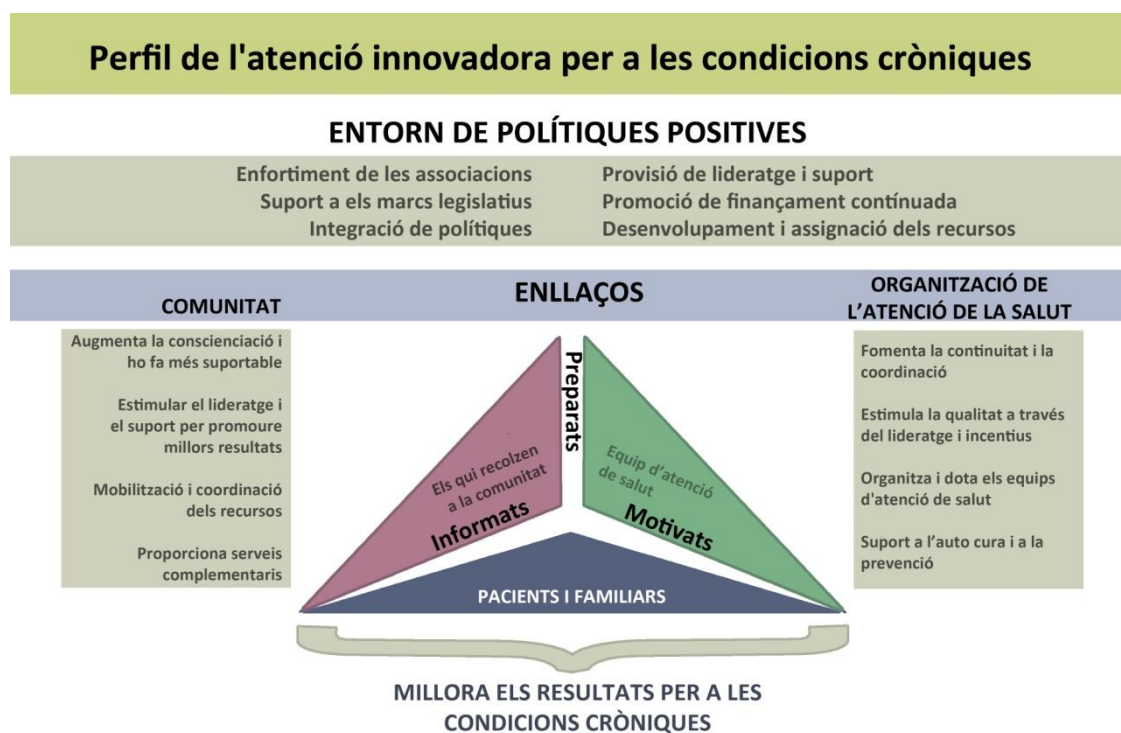 Perfil de l'atenció innovadora per a les condicions cròniques
ENTORN DE POLÍTIQUES POSITIVES
Enfortiment de les associacions
Suport a els marcs legislatius
Integració de polítiques
Provisió de lideratge i suport
Promoció de finançament contínuada
Desenvolupament i assignació dels recursos
COMUNITAT
ENLLAÇOS
ORGANITZACIÓ DE
L’ATENCIÓ DE LA SALUT
Augmenta la conscienciació i
ho fa més suportable
Estimular el lideratge i
el suport per promoure
millors resultats
Mobilització i coordinació
dels recursos
Proporciona serveis
complementaris
Preparats
Els qui recolzen
a la comunitat
Informats
Equip d’atenció
de salut
Motivats
PACIENTS I FAMILIARS
Fomenta la continuitat i la
coordinació
Estimula la qualitat a través
del lideratge i incentius
Organitza i dota els equips
d'atenció de salut
Suport a l’auto cura i a la
prevenció
MILLORA ELS RESULTATS PER A LES
CONDICIONS CRÒNIQUES